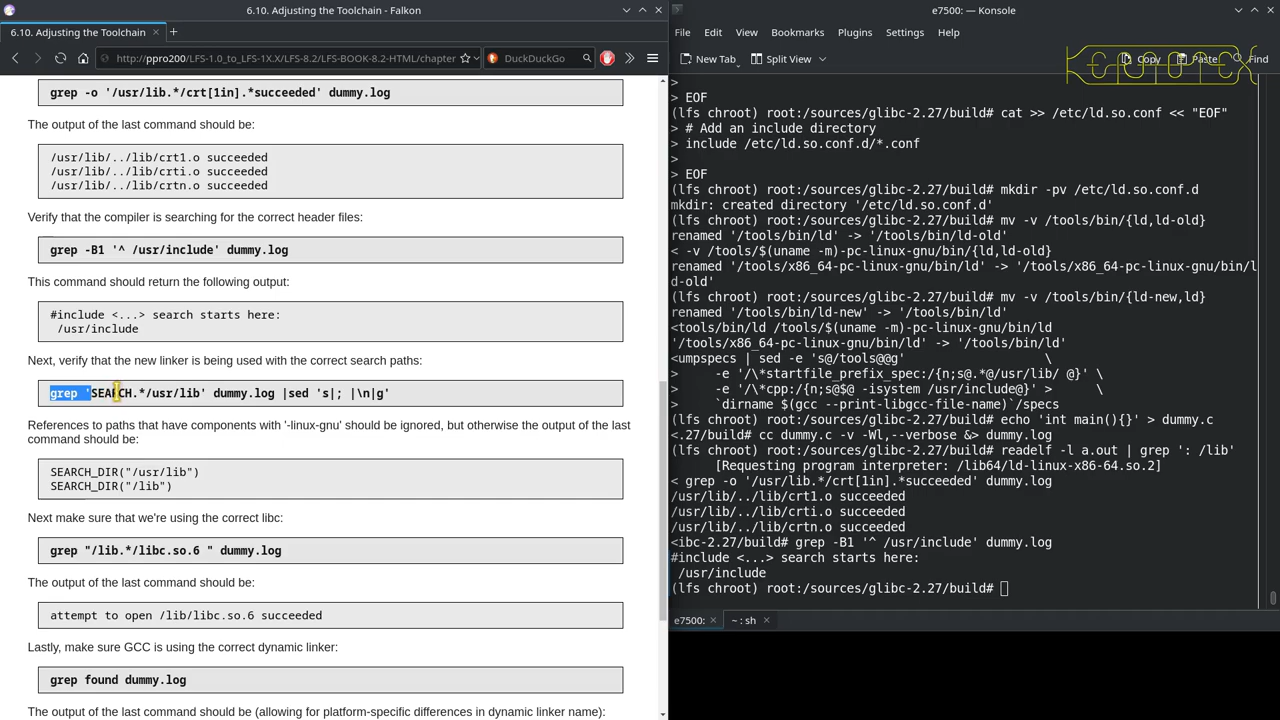 6.10. Adjusting the Toolchain - Falkon
6.10. Adjusting the Toolchain
http://ppro200/LFS-1.0_to_LFS-1X.X/LFS-8.2/LFS-BOOK-8.2-HTML/chapter
DuckDuckGo
grep -o '/usr/lib.*/crt[1in].*succeeded' dummy.log
The output of the last command should be:
/usr/lib/../lib/crt1.o succeeded
/usr/lib/../lib/crti.o succeeded
/usr/lib/../lib/crtn.o succeeded
Verify that the compiler is searching for the correct header files:
grep -B1 '^ /usr/include' dummy.log
This command should return the following output:
#include <...> search starts here:
 /usr/include
Next, verify that the new linker is being used with the correct search paths:
grep 'SEARCH.*/usr/lib' dummy.log |sed 's|; |\n|g'
References to paths that have components with '-linux-gnu' should be ignored, but otherwise the output of the last
command should be:
SEARCH_DIR("/usr/lib")
SEARCH_DIR("/lib")
Next make sure that we're using the correct libc:
grep "/lib.*/libc.so.6 " dummy.log
The output of the last command should be:
attempt to open /lib/libc.so.6 succeeded
Lastly, make sure GCC is using the correct dynamic linker:
grep found dummy.log
The output of the last command should be (allowing for platform-specific differences in dynamic linker name):
e7500: — Konsole
File Edit View Bookmarks Plugins Settings Help
New Tab Split View Copy Paste Find
>
> EOF
(lfs chroot) root:/sources/glibc-2.27/build# cat >> /etc/ld.so.conf << "EOF"
> # Add an include directory
> include /etc/ld.so.conf.d/*.conf
>
> EOF
(lfs chroot) root:/sources/glibc-2.27/build# mkdir -pv /etc/ld.so.conf.d
mkdir: created directory '/etc/ld.so.conf.d'
(lfs chroot) root:/sources/glibc-2.27/build# mv -v /tools/bin/{ld,ld-old}
renamed '/tools/bin/ld' -> '/tools/bin/ld-old'
< -v /tools/$(uname -m)-pc-linux-gnu/bin/{ld,ld-old}
renamed '/tools/x86_64-pc-linux-gnu/bin/ld' -> '/tools/x86_64-pc-linux-gnu/bin/l
d-old'
(lfs chroot) root:/sources/glibc-2.27/build# mv -v /tools/bin/{ld-new,ld}
renamed '/tools/bin/ld-new' -> '/tools/bin/ld'
<tools/bin/ld /tools/$(uname -m)-pc-linux-gnu/bin/ld
'/tools/x86_64-pc-linux-gnu/bin/ld' -> '/tools/bin/ld'
<umpspecs | sed -e 's@/tools@@g' \
> -e '/\*startfile_prefix_spec:/{n;s@.*@/usr/lib/ @}' \
> -e '/\*cpp:/{n;s@$@ -isystem /usr/include@}' > \
> `dirname $(gcc --print-libgcc-file-name)`/specs
(lfs chroot) root:/sources/glibc-2.27/build# echo 'int main(){}' > dummy.c
<.27/build# cc dummy.c -v -Wl,--verbose &> dummy.log
(lfs chroot) root:/sources/glibc-2.27/build# readelf -l a.out | grep ': /lib'
[Requesting program interpreter: /lib64/ld-linux-x86-64.so.2]
< grep -o '/usr/lib.*/crt[1in].*succeeded' dummy.log
/usr/lib/../lib/crt1.o succeeded
/usr/lib/../lib/crti.o succeeded
/usr/lib/../lib/crtn.o succeeded
<ibc-2.27/build# grep -B1 '^ /usr/include' dummy.log
#include <...> search starts here:
 /usr/include
(lfs chroot) root:/sources/glibc-2.27/build#
e7500: ~ : sh